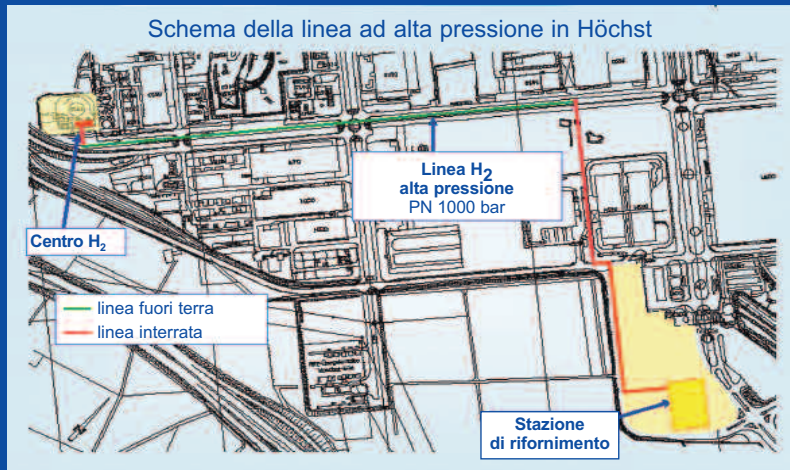 Schema della linea ad alta pressione in Höchst
Linea H₂
alta pressione
PN 1000 bar
Centro H₂
linea fuori terra
linea interrata
Stazione
di rifornimento